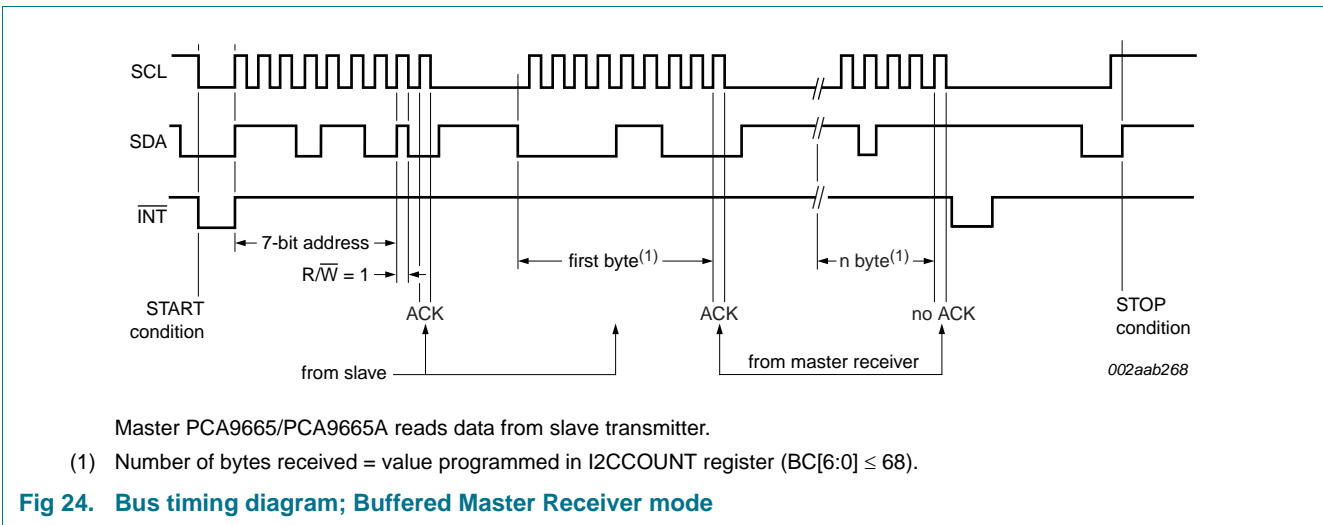 SCL
SDA
INT
7-bit address
R/W = 1
first byte(1)
n byte(1)
START
condition
ACK
ACK
no ACK
STOP
condition
from slave
from master receiver
002aab268
Master PCA9665/PCA9665A reads data from slave transmitter.
(1) Number of bytes received = value programmed in I2CCOUNT register (BC[6:0] ≤ 68).
Fig 24. Bus timing diagram; Buffered Master Receiver mode